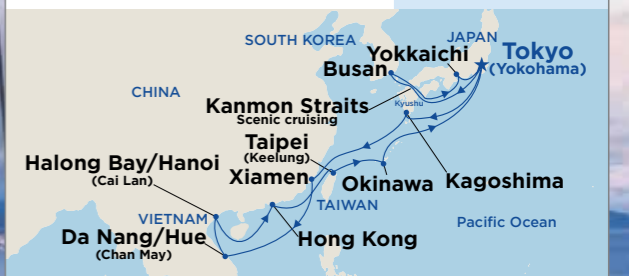 SOUTH KOREA
JAPAN
Yokkaichi
Tokyo
(Yokohama)
Busan
CHINA
Kanmon Straits
Scenic cruising
Kyushu
Taipei
(Keelung)
Halong Bay/Hanoi
(Cai Lan)
Xiamen
Okinawa
Kagoshima
TAIWAN
VIETNAM
Pacific Ocean
Da Nang/Hue
(Chan May)
Hong Kong